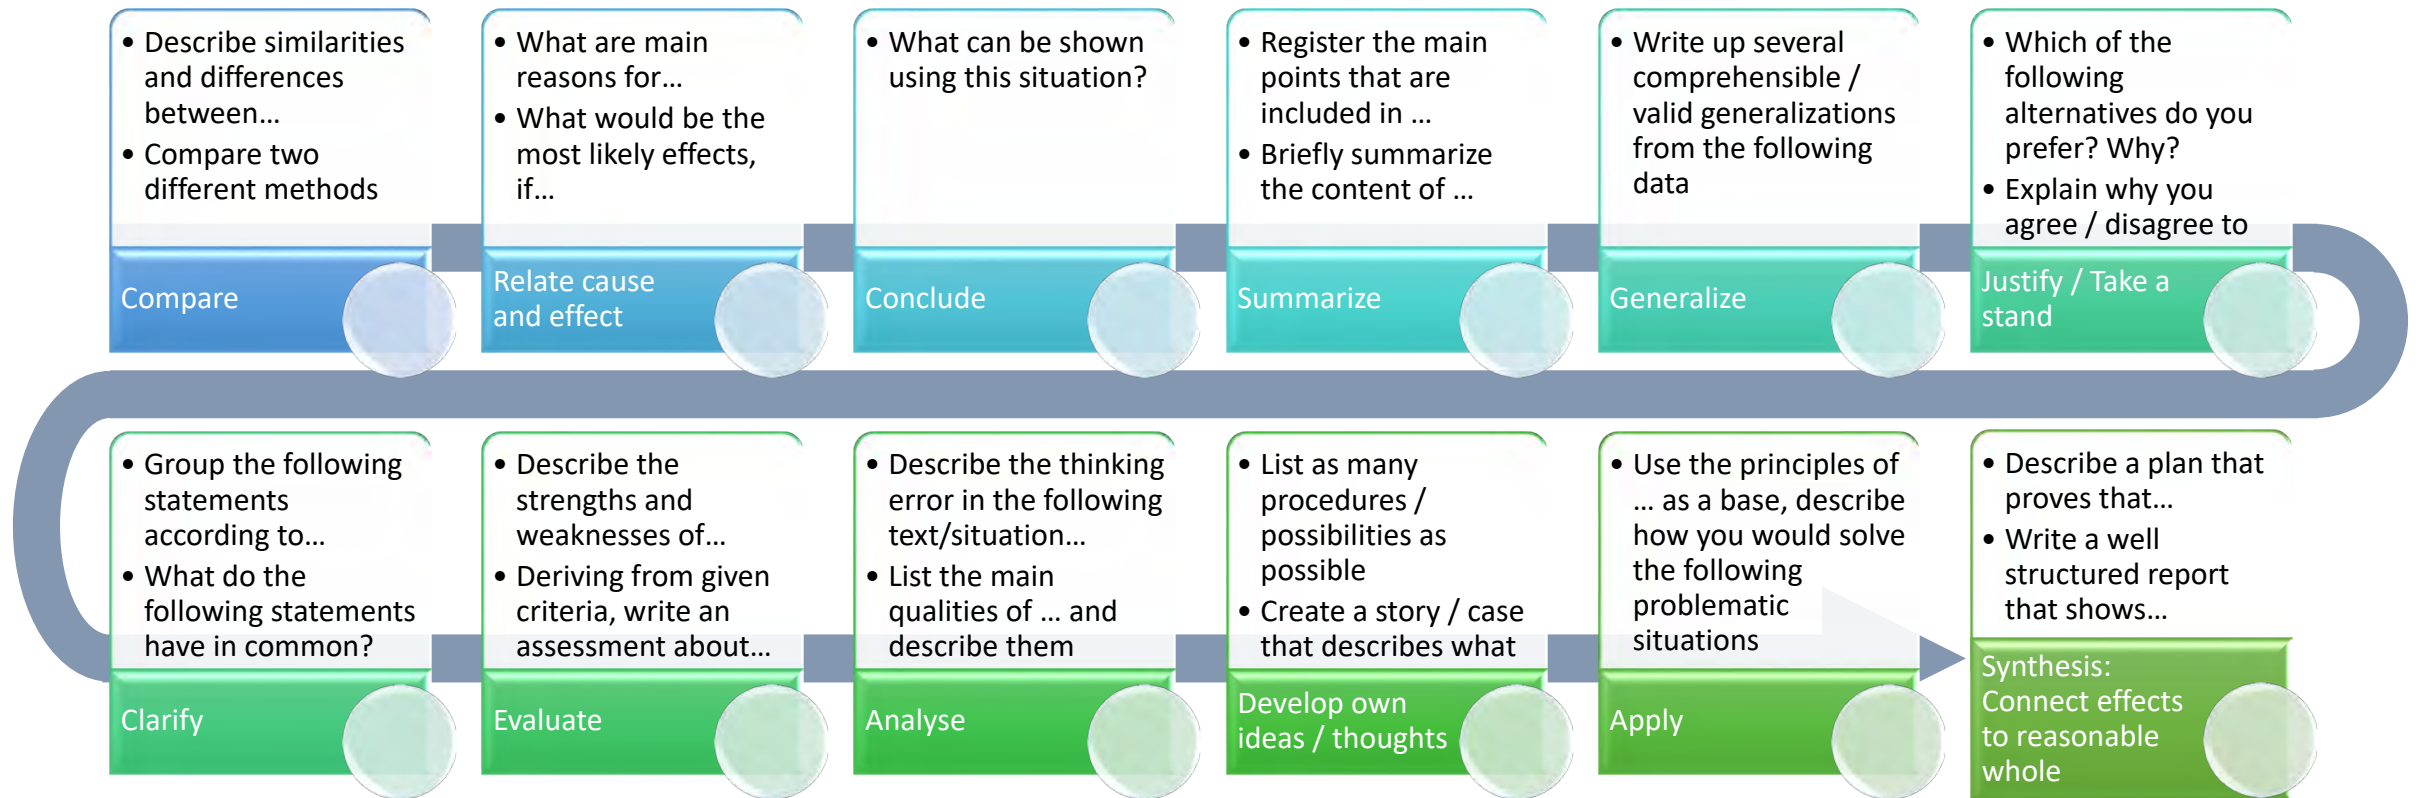 • Describe similarities
and differences
between…
• Compare two
different methods
Compare
• What are main
reasons for…
• What would be the
most likely effects,
if…
Relate cause
and effect
• What can be shown
using this situation?
Conclude
• Register the main
points that are
included in …
• Briefly summarize
the content of …
Summarize
• Write up several
comprehensible /
valid generalizations
from the following
data
Generalize
• Which of the
following
alternatives do you
prefer? Why?
• Explain why you
agree / disagree to
Justify / Take a
stand
• Group the following
statements
according to…
• What do the
following statements
have in common?
Clarify
• Describe the
strengths and
weaknesses of…
• Deriving from given
criteria, write an
assessment about…
Evaluate
• Describe the thinking
error in the following
text/situation…
• List the main
qualities of … and
describe them
Analyse
• List as many
procedures /
possibilities as
possible
• Create a story / case
that describes what
Develop own
ideas / thoughts
• Use the principles of
… as a base, describe
how you would solve
the following
problematic
situations
Apply
• Describe a plan that
proves that…
• Write a well
structured report
that shows…
Synthesis:
Connect effects
to reasonable
whole